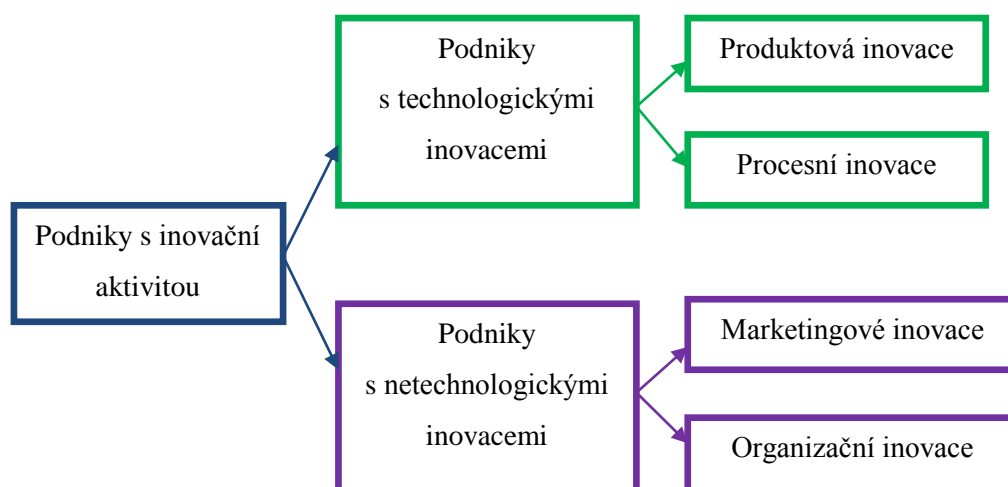 Podniky s inovační
aktivitou
Podniky
s technologickými
inovacemi
Produktová inovace
Procesní inovace
Podniky
s netechnologickými
inovacemi
Marketingové inovace
Organizační inovace